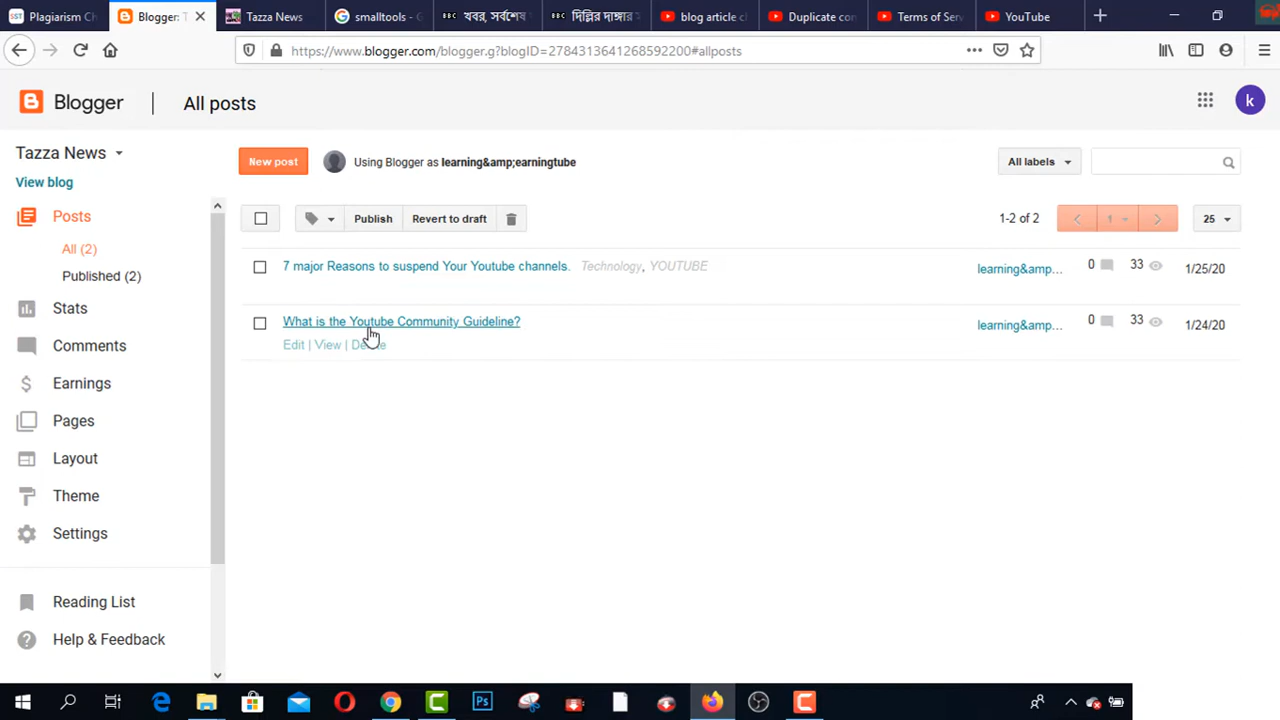 Plagiarism C
Blogger: T
Tazza News
smalltools - G
BBC খবর, সর্বশেষ
BBC দিল্লির দাঙ্গার
blog article ch
Duplicate con
Terms of Serv
YouTube
https://www.blogger.com/blogger.g?blogID=2784313641268592200#allposts
Blogger
All posts
k
Tazza News
View blog
New post
Using Blogger as learning&amp;earningtube
All labels
Posts
All (2)
Published (2)
Stats
Comments
Earnings
Pages
Layout
Theme
Settings
Reading List
Help & Feedback
Publish
Revert to draft
1-2 of 2
1
25
7 major Reasons to suspend Your Youtube channels. Technology, YOUTUBE
learning&amp... 0 33 1/25/20
What is the Youtube Community Guideline?
Edit | View | Delete
learning&amp... 0 33 1/24/20